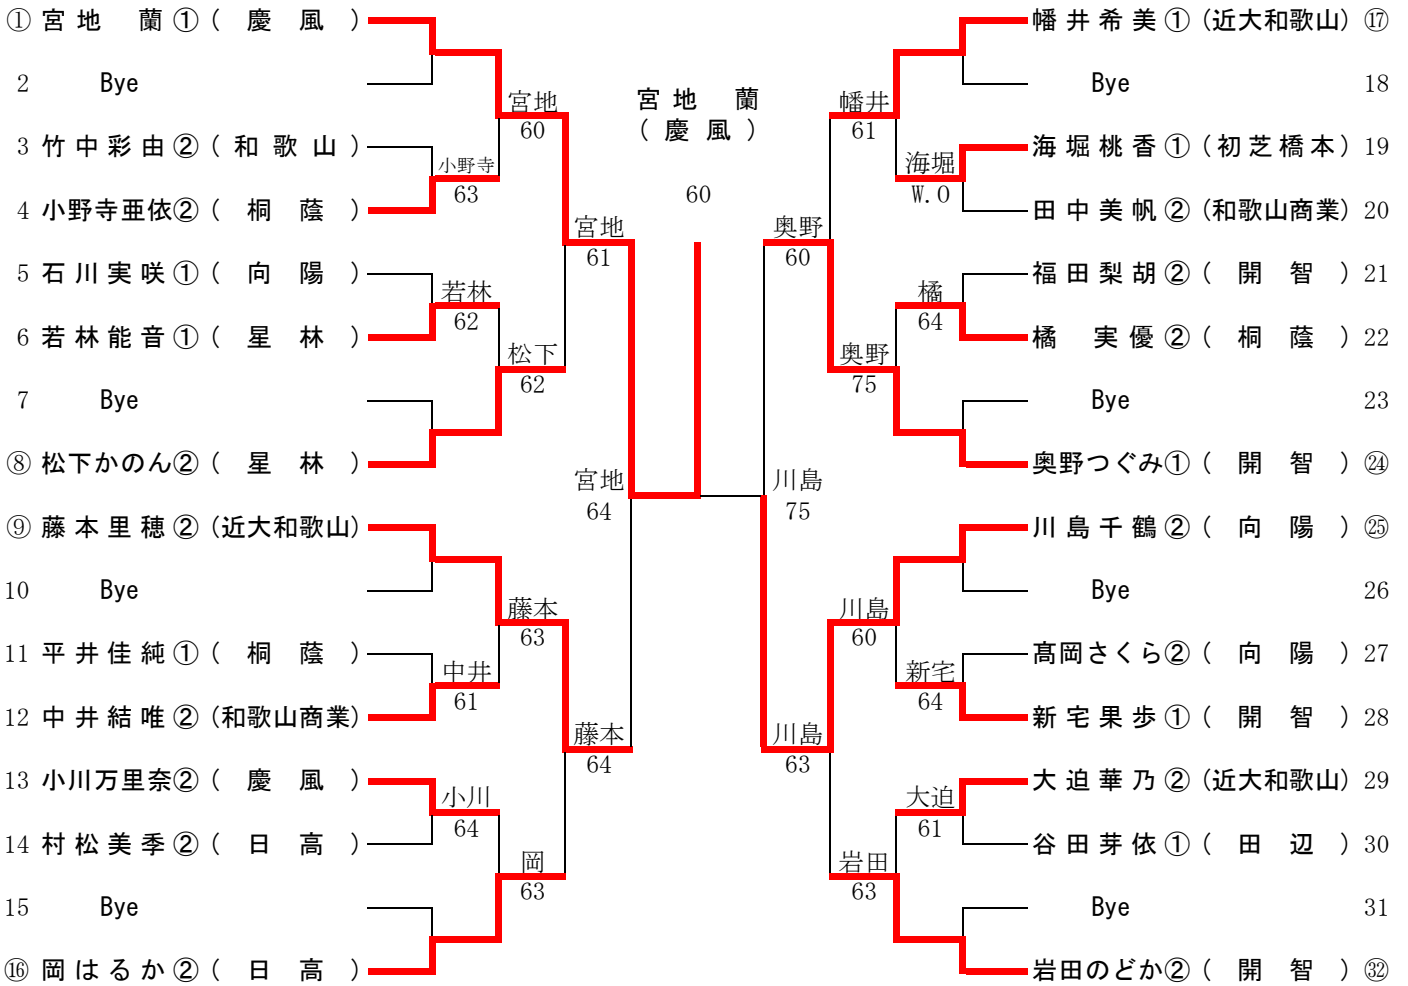 ① 宮地 蘭① ( 慶風 )
2 Bye
3 竹中彩由② ( 和歌山 )
4 小野寺亜依② ( 桐蔭 )
5 石川実咲① ( 向陽 )
6 若林能音① ( 星林 )
7 Bye
⑧ 松下かのん② ( 星林 )
⑨ 藤本里穂② (近大和歌山)
10 Bye
11 平井佳純① ( 桐蔭 )
12 中井結唯② (和歌山商業)
13 小川万里奈② ( 慶風 )
14 村松美季② ( 日高 )
15 Bye
⑯ 岡はるか② ( 日高 )
小野寺
63
若林
62
中井
61
小川
64
宮地
60
松下
62
藤本
63
岡
63
宮地
61
藤本
64
宮地
64
宮地 蘭
( 慶風 )
60
川島
75
奥野
60
川島
63
幡井
61
奥野
75
川島
60
岩田
63
海堀
W.O
橘
64
新宅
64
大迫
61
幡井希美① (近大和歌山) ⑰
Bye 18
海堀桃香① (初芝橋本) 19
田中美帆② (和歌山商業) 20
福田梨胡② ( 開智 ) 21
橘 実優② ( 桐蔭 ) 22
Bye 23
奥野つぐみ① ( 開智 ) ㉔
川島千鶴② ( 向陽 ) ㉕
Bye 26
髙岡さくら② ( 向陽 ) 27
新宅果歩① ( 開智 ) 28
大迫華乃② (近大和歌山) 29
谷田芽依① ( 田辺 ) 30
Bye 31
岩田のどか② ( 開智 ) ㉜